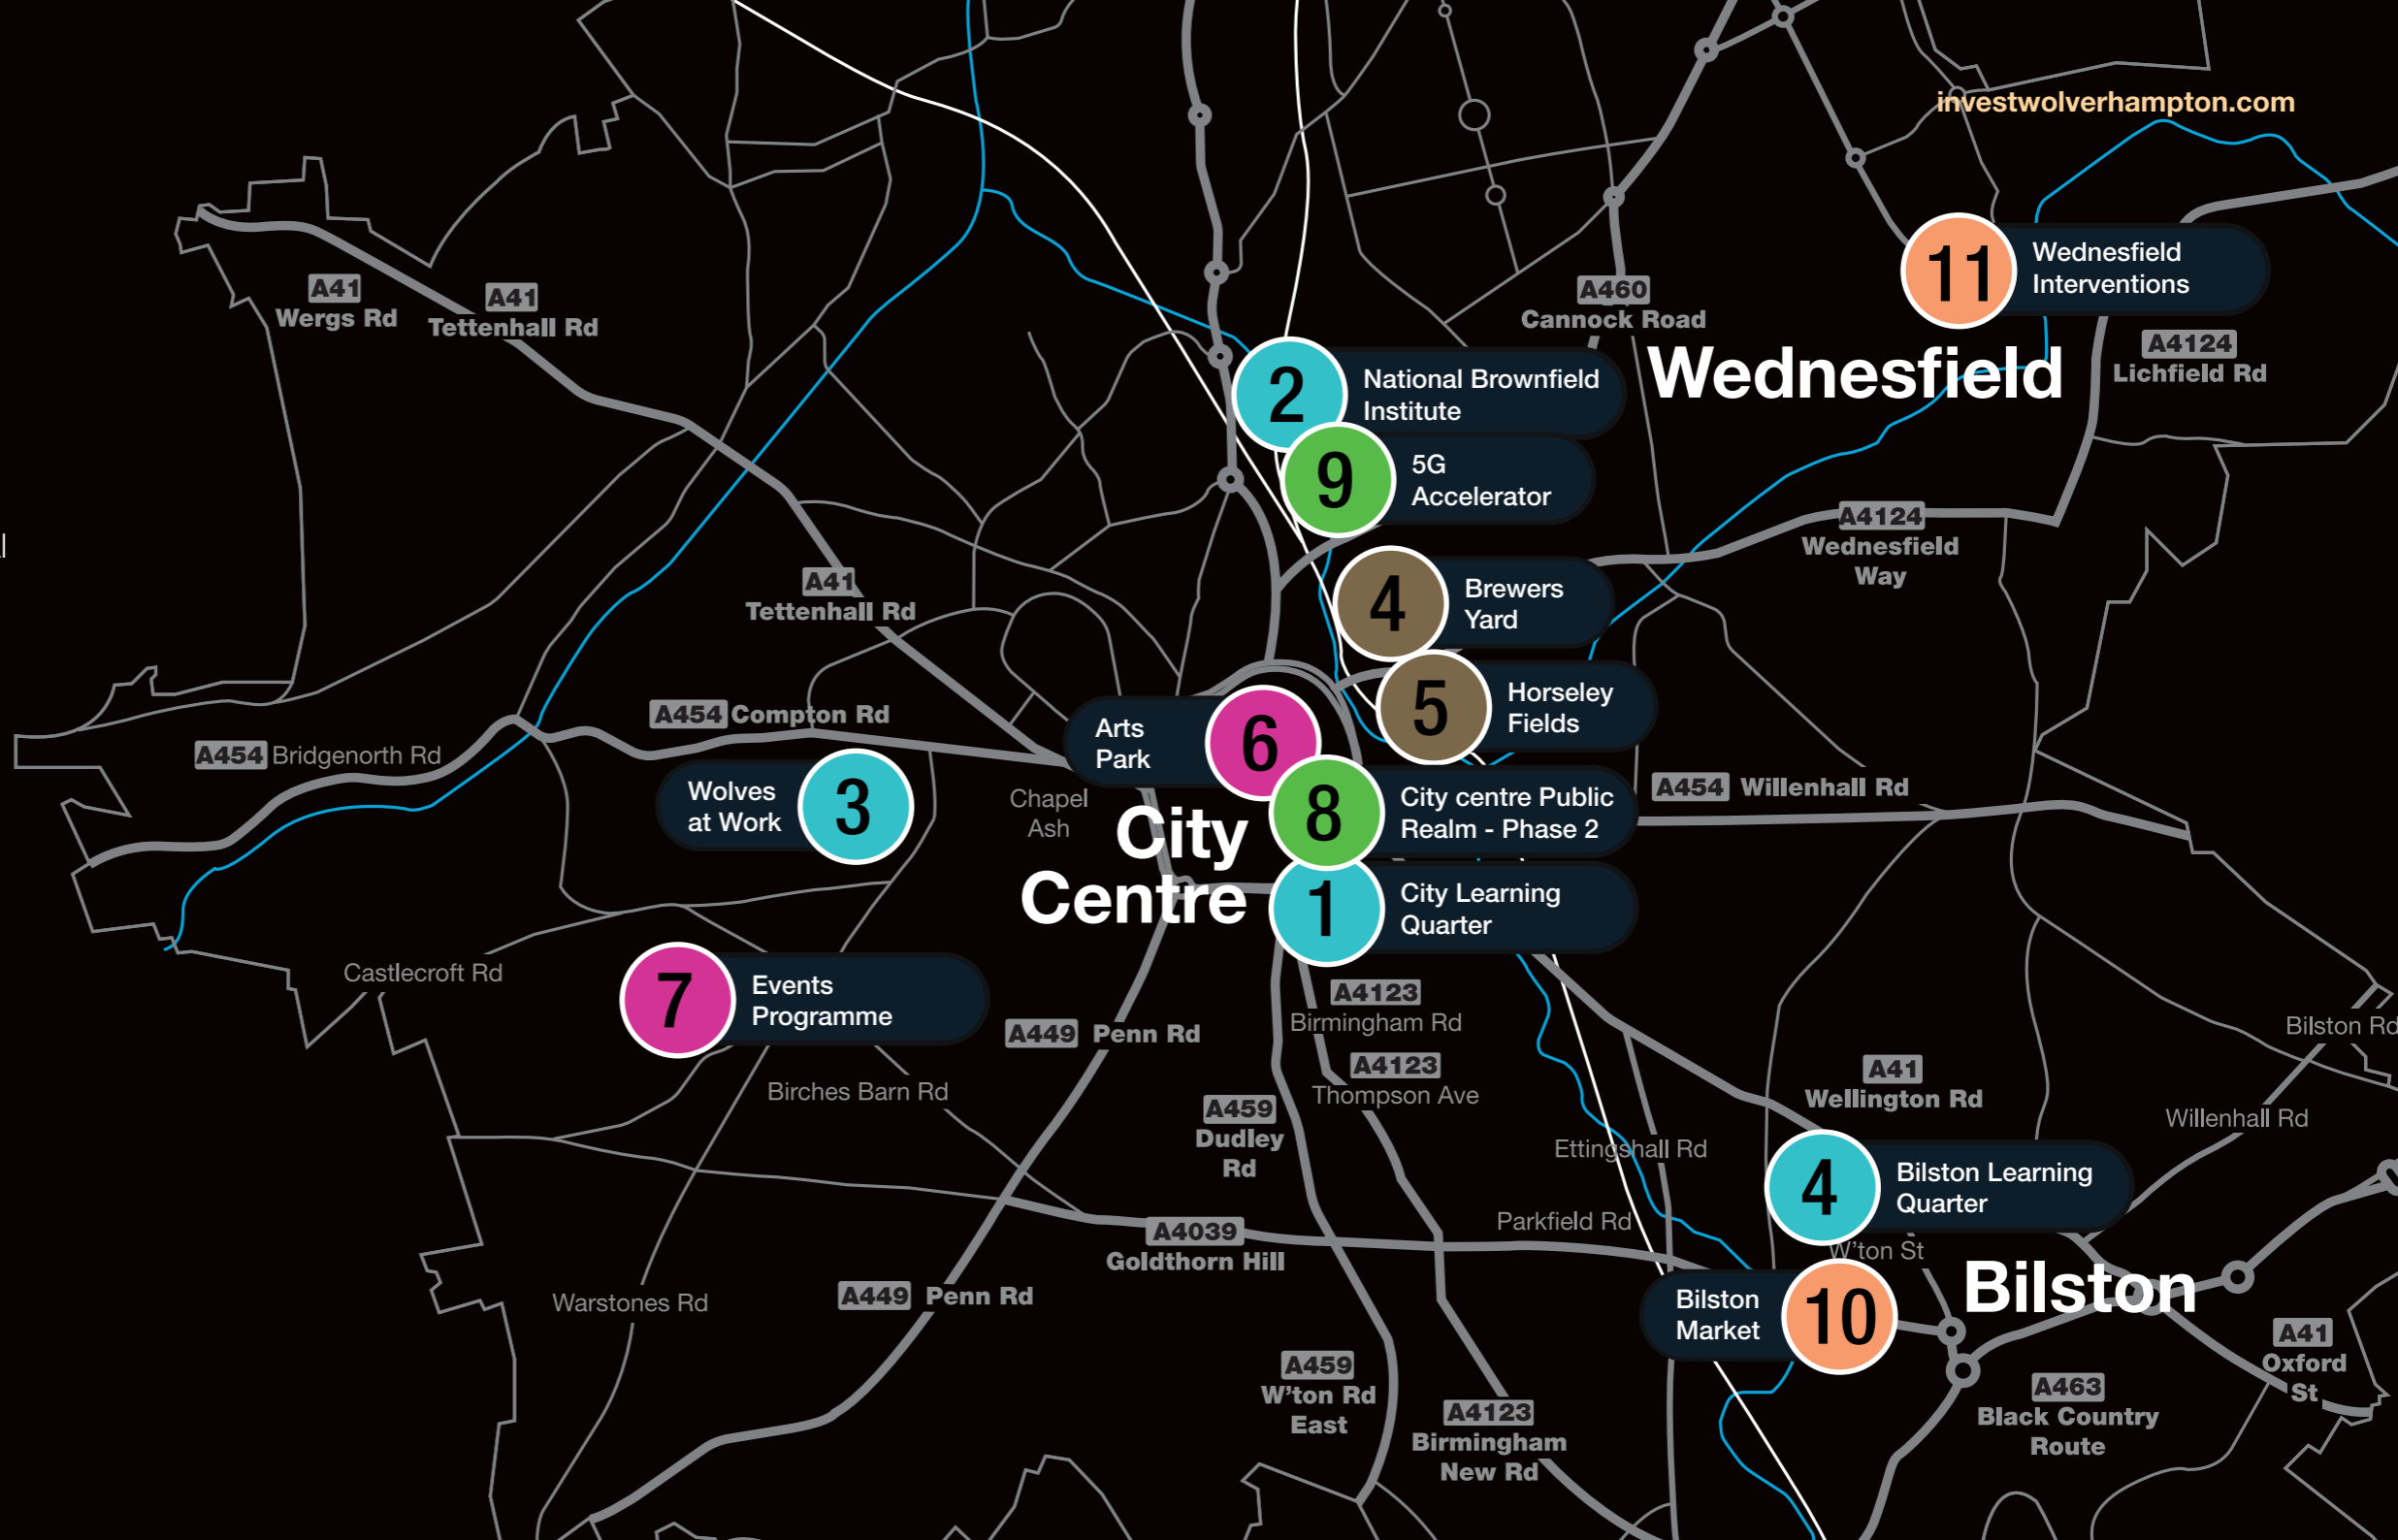 investwolverhampton.com
11
Wednesfield
Interventions
A41
Wergs Rd
A41
Tettenhall Rd
A460
Cannock Road
Wednesfield
A4124
Lichfield Rd
2
National Brownfield
Institute
9
5G
Accelerator
A4124
Wednesfield
Way
A41
Tettenhall Rd
4
Brewers
Yard
5
Horseley
Fields
A454 Compton Rd
A454 Bridgenorth Rd
Arts
Park
6
Wolves
at Work
3
Chapel
Ash
City
Centre
8
City centre Public
Realm - Phase 2
A454 Willenhall Rd
1
City Learning
Quarter
Castlecroft Rd
7
Events
Programme
A449 Penn Rd
A4123
Birmingham Rd
A4123
Thompson Ave
Bilston Rd
A41
Wellington Rd
Birches Barn Rd
A459
Dudley
Rd
Willenhall Rd
Ettingshall Rd
4
Bilston Learning
Quarter
Parkfield Rd
A4039
Goldthorn Hill
W'ton St
Bilston
Warstones Rd
A449 Penn Rd
Bilston
Market
10
A41
Oxford
St
A459
W'ton Rd
East
A4123
Birmingham
New Rd
A463
Black Country
Route